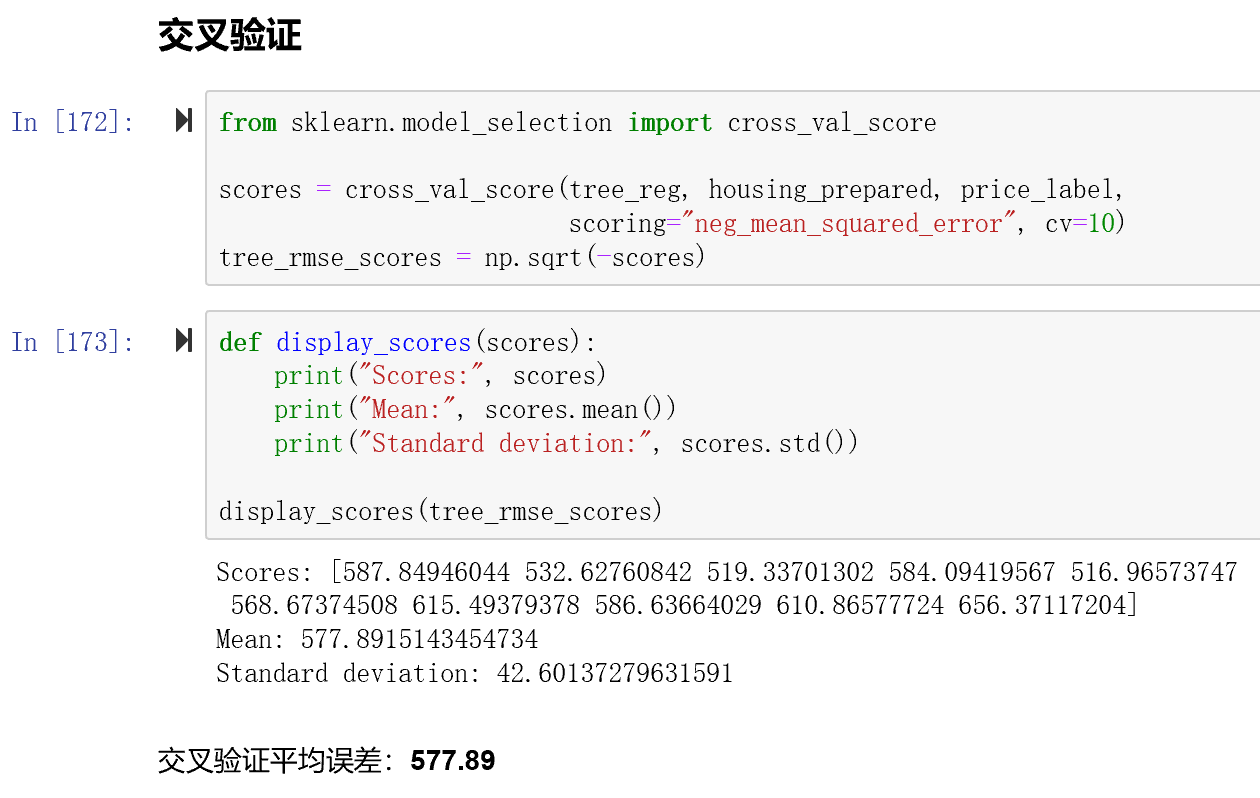 交叉验证
In [172]:
from sklearn.model_selection import cross_val_score
scores = cross_val_score(tree_reg, housing_prepared, price_label,
scoring="neg_mean_squared_error", cv=10)
tree_rmse_scores = np.sqrt(-scores)
In [173]:
def display_scores(scores):
print("Scores:", scores)
print("Mean:", scores.mean())
print("Standard deviation:", scores.std())
display_scores(tree_rmse_scores)
Scores: [587.84946044 532.62760842 519.33701302 584.09419567 516.96573747
568.67374508 615.49379378 586.63664029 610.86577724 656.37117204]
Mean: 577.8915143454734
Standard deviation: 42.60137279631591
交叉验证平均误差：577.89